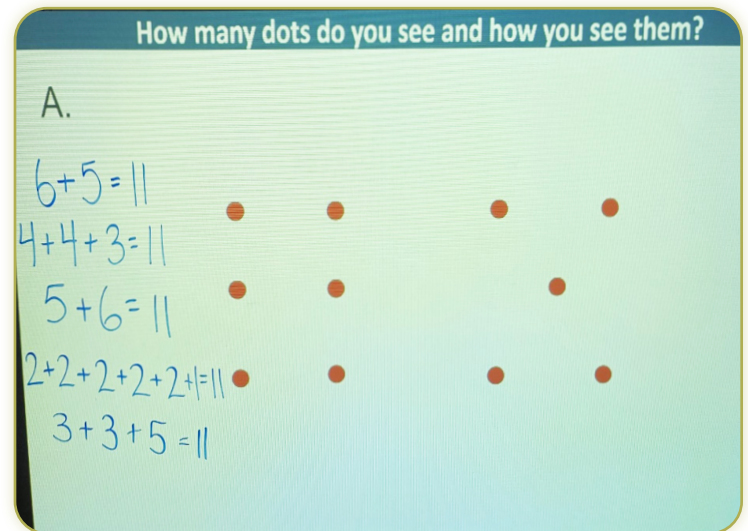 How many dots do you see and how you see them?
A.
6+5=11
4+4+3=11
5+6=11
2+2+2+2+2+1=11
3+3+5=11